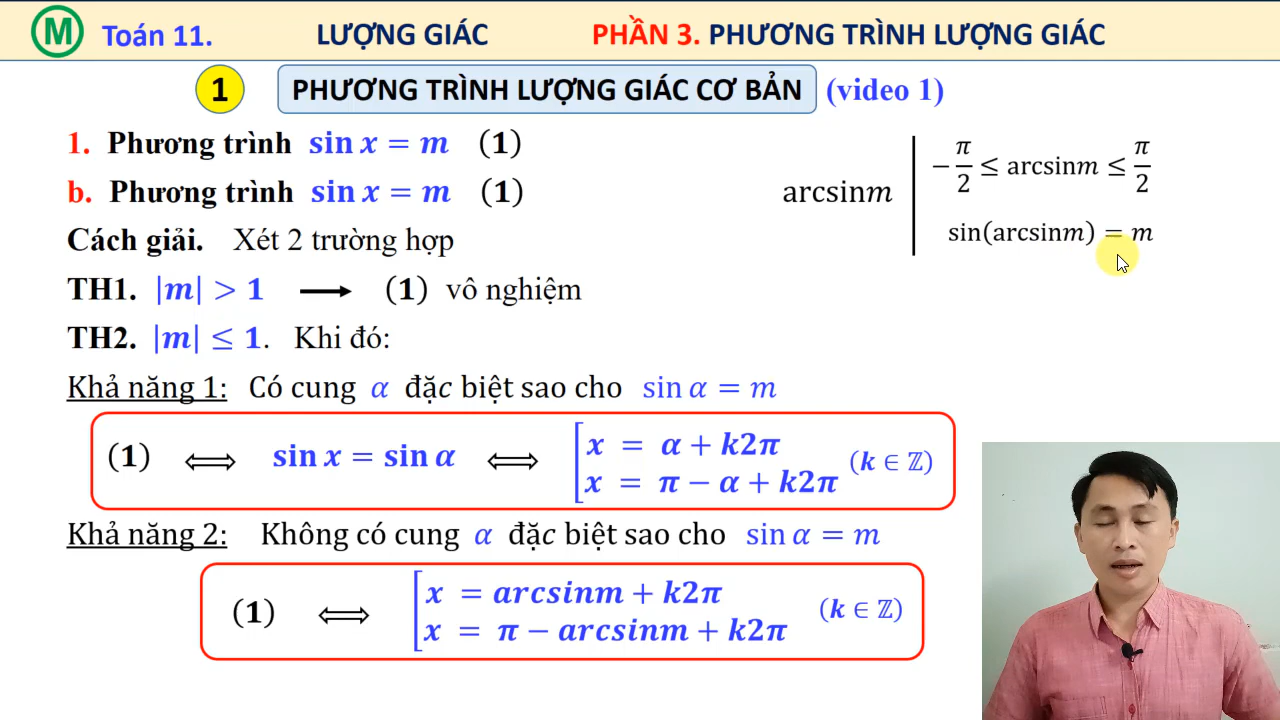 M Toán 11. LƯỢNG GIÁC PHẦN 3. PHƯƠNG TRÌNH LƯỢNG GIÁC
1 PHƯƠNG TRÌNH LƯỢNG GIÁC CƠ BẢN (video 1)
1. Phương trình sin x = m (1)
b. Phương trình sin x = m (1)
Cách giải. Xét 2 trường hợp
TH1. |m| > 1 ⟶ (1) vô nghiệm
TH2. |m| ≤ 1. Khi đó:
arcsinm
−π/2 ≤ arcsinm ≤ π/2
sin(arcsinm) = m
Khả năng 1: Có cung α đặc biệt sao cho sin α = m
(1) ⟺ sin x = sin α ⟺ [ x = α + k2π
x = π − α + k2π (k ∈ ℤ)
Khả năng 2: Không có cung α đặc biệt sao cho sin α = m
(1) ⟺ [ x = arcsinm + k2π
x = π − arcsinm + k2π (k ∈ ℤ)